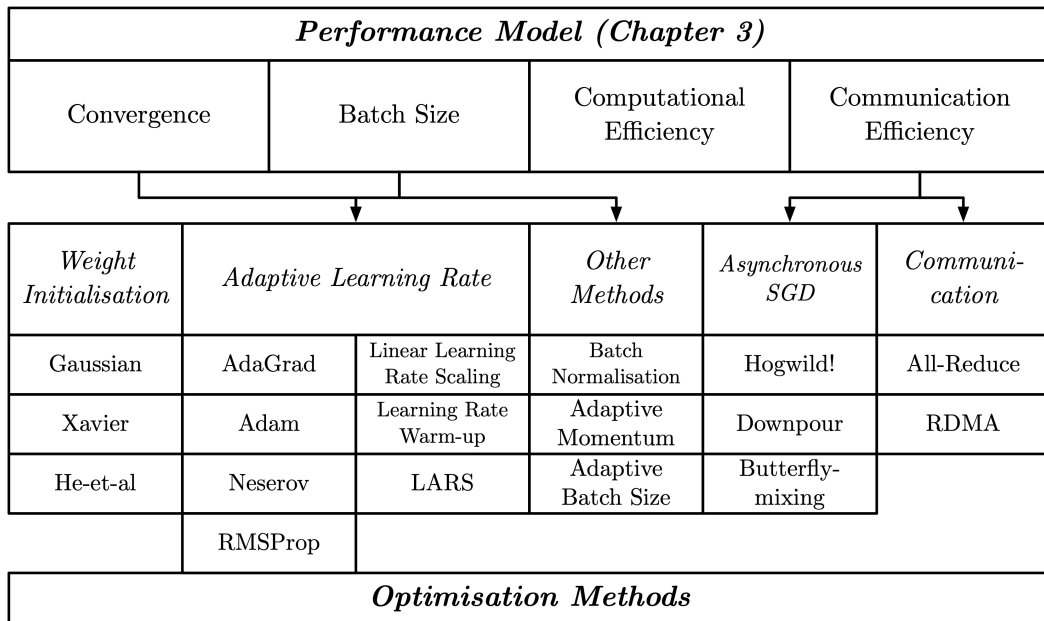 Performance Model (Chapter 3)
Convergence
Batch Size
Computational
Efficiency
Communication
Efficiency
Weight
Initialisation
Adaptive Learning Rate
Other
Methods
Asynchronous
SGD
Communi-
cation
Gaussian
AdaGrad
Linear Learning
Rate Scaling
Batch
Normalisation
Hogwild!
All-Reduce
Xavier
Adam
Learning Rate
Warm-up
Adaptive
Momentum
Downpour
RDMA
He-et-al
Neserov
LARS
Adaptive
Batch Size
Butterfly-
mixing
RMSProp
Optimisation Methods